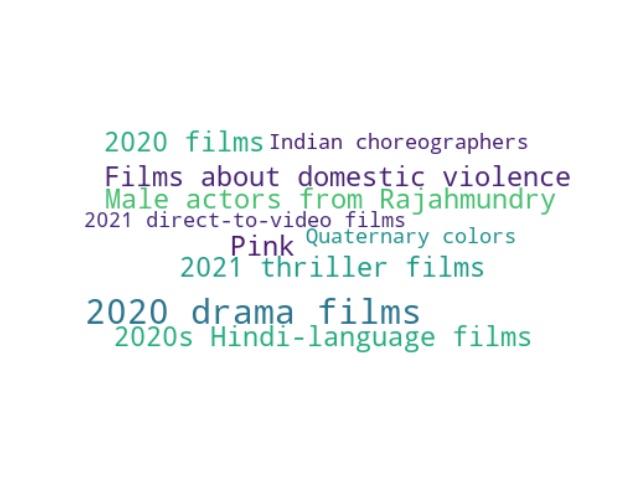 2020 films Indian choreographers
Films about domestic violence
Male actors from Rajahmundry
2021 direct-to-video films
Pink Quaternary colors
2021 thriller films
2020 drama films
2020s Hindi-language films